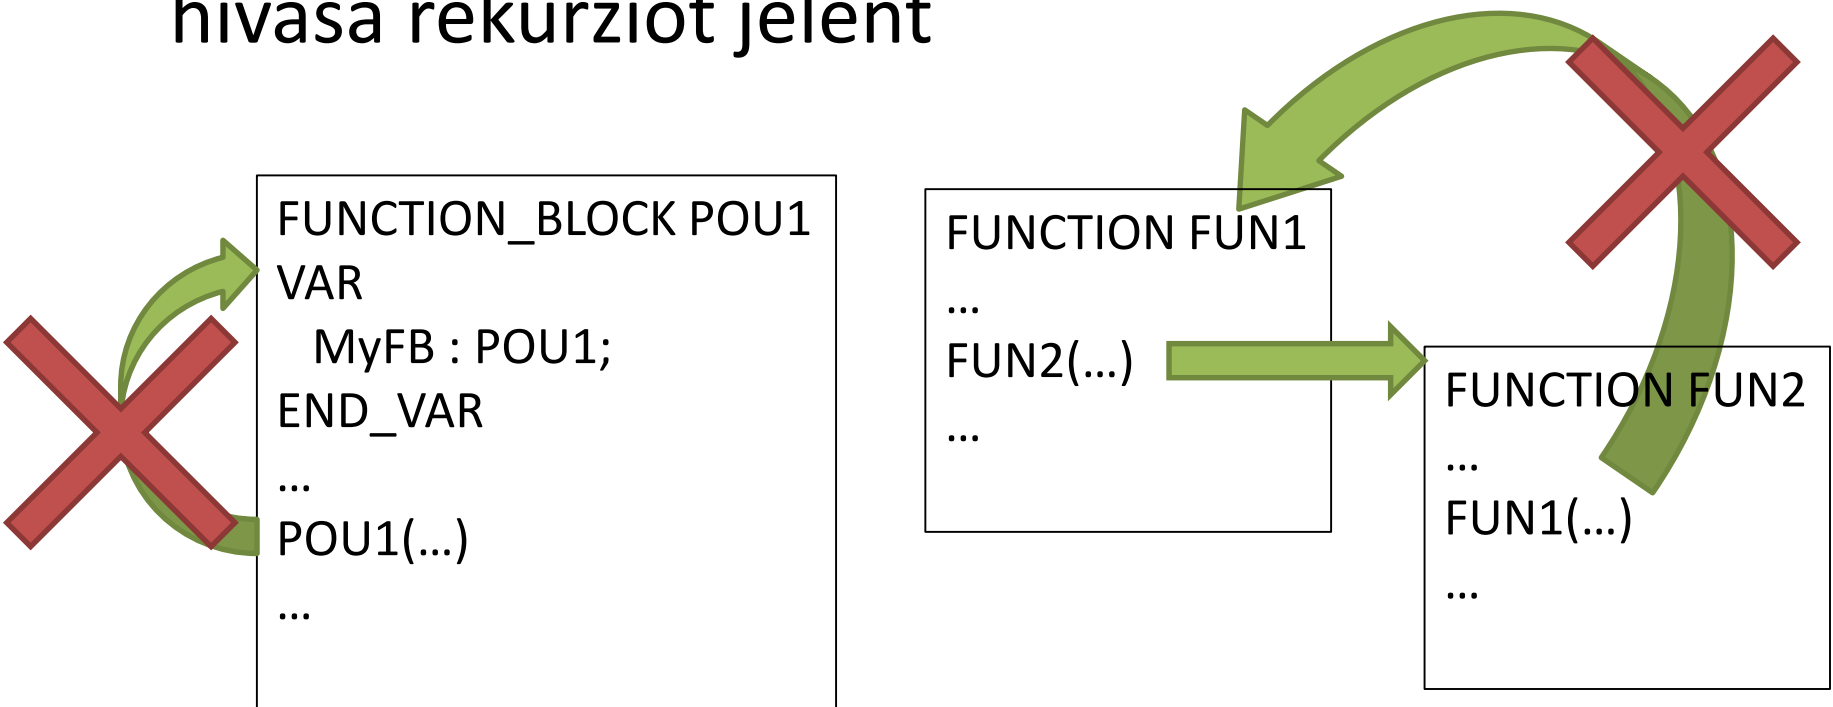 hívása rekurziót jelent
FUNCTION_BLOCK POU1
VAR
MyFB : POU1;
END_VAR
...
POU1(...)
...
FUNCTION FUN1
...
FUN2(...)
...
FUNCTION FUN2
...
FUN1(...)
...